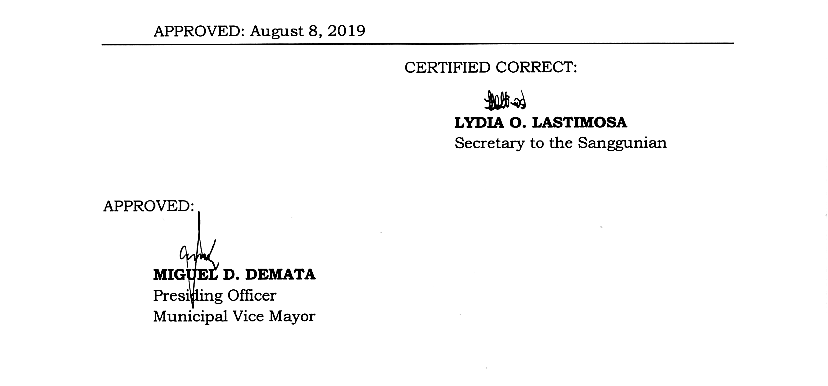 APPROVED: August 8, 2019
CERTIFIED CORRECT:
LYDIA O. LASTIMOSA
Secretary to the Sanggunian
APPROVED:
MIGUEL D. DEMATA
Presiding Officer
Municipal Vice Mayor